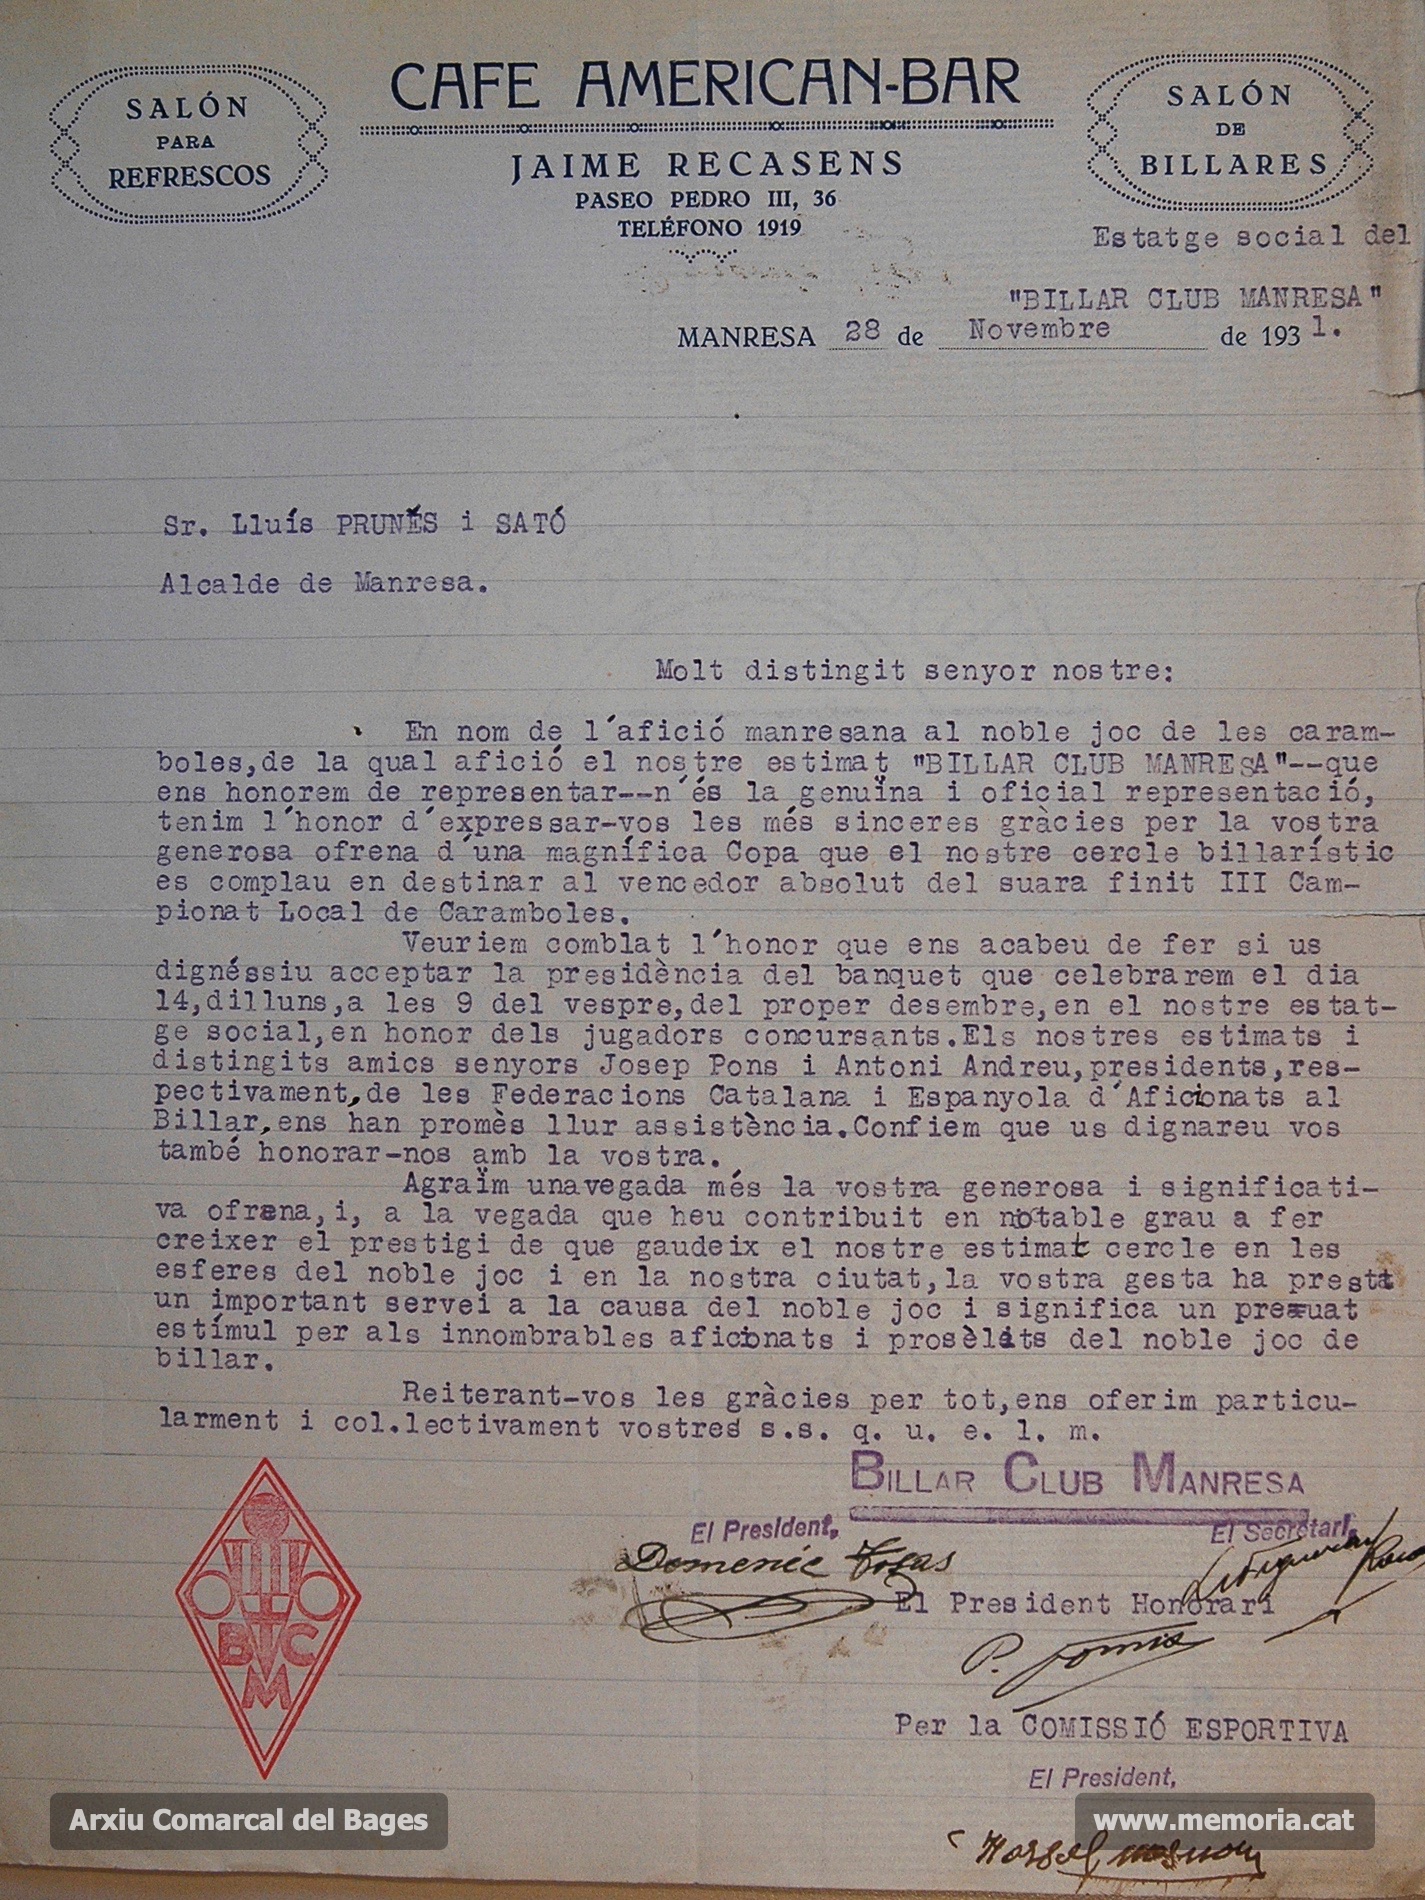 SALÓN
PARA
REFRESCOS
CAFE AMERICAN-BAR
JAIME RECASENS
PASEO PEDRO III, 36
TELÉFONO 1919
SALÓN
DE
BILLARES
Estatge social del
"BILLAR CLUB MANRESA"
MANRESA 28 de Novembre de 1931.
Sr. Lluís PRUNÉS i SATÓ
Alcalde de Manresa.
Molt distingit senyor nostre:
En nom de l'afició manresana al noble joc de les caram-
boles,de la qual afició el nostre estimat "BILLAR CLUB MANRESA"--que
ens honorem de representar--n'és la genuïna i oficial representació,
tenim l'honor d'expressar-vos les més sinceres gràcies per la vostra
generosa ofrena d'una magnífica Copa que el nostre cercle billarístic
es complau en destinar al vencedor absolut del suara finit III Cam-
pionat Local de Caramboles.
Veuriem comblat l'honor que ens acabeu de fer si us
dignéssiu acceptar la presidència del banquet que celebrarem el dia
14,dilluns,a les 9 del vespre,del proper desembre,en el nostre estat-
ge social,en honor dels jugadors concursants.Els nostres estimats i
distingits amics senyors Josep Pons i Antoni Andreu,presidents,res-
pectivament,de les Federacions Catalana i Espanyola d'Aficionats al
Billar,ens han promès llur assistència.Confiem que us dignareu vos
també honorar-nos amb la vostra.
Agraïm unavegada més la vostra generosa i significati-
va ofrena,i, a la vegada que heu contribuit en notable grau a fer
creixer el prestigi de que gaudeix el nostre estimat cercle en les
esferes del noble joc i en la nostra ciutat,la vostra gesta ha prestat
un important servei a la causa del noble joc i significa un preuat
estímul per als innombrables aficionats i prosèlits del noble joc de
billar.
Reiterant-vos les gràcies per tot,ens oferim particu-
larment i col.lectivament vostres s.s. q. u. e. l. m.
BILLAR CLUB MANRESA
El President,
El Secretari,
Domenéc Tosas
El President Honorari
P.
Per la COMISSIÓ ESPORTIVA
El President,
BCM
Arxiu Comarcal del Bages
www.memoria.cat